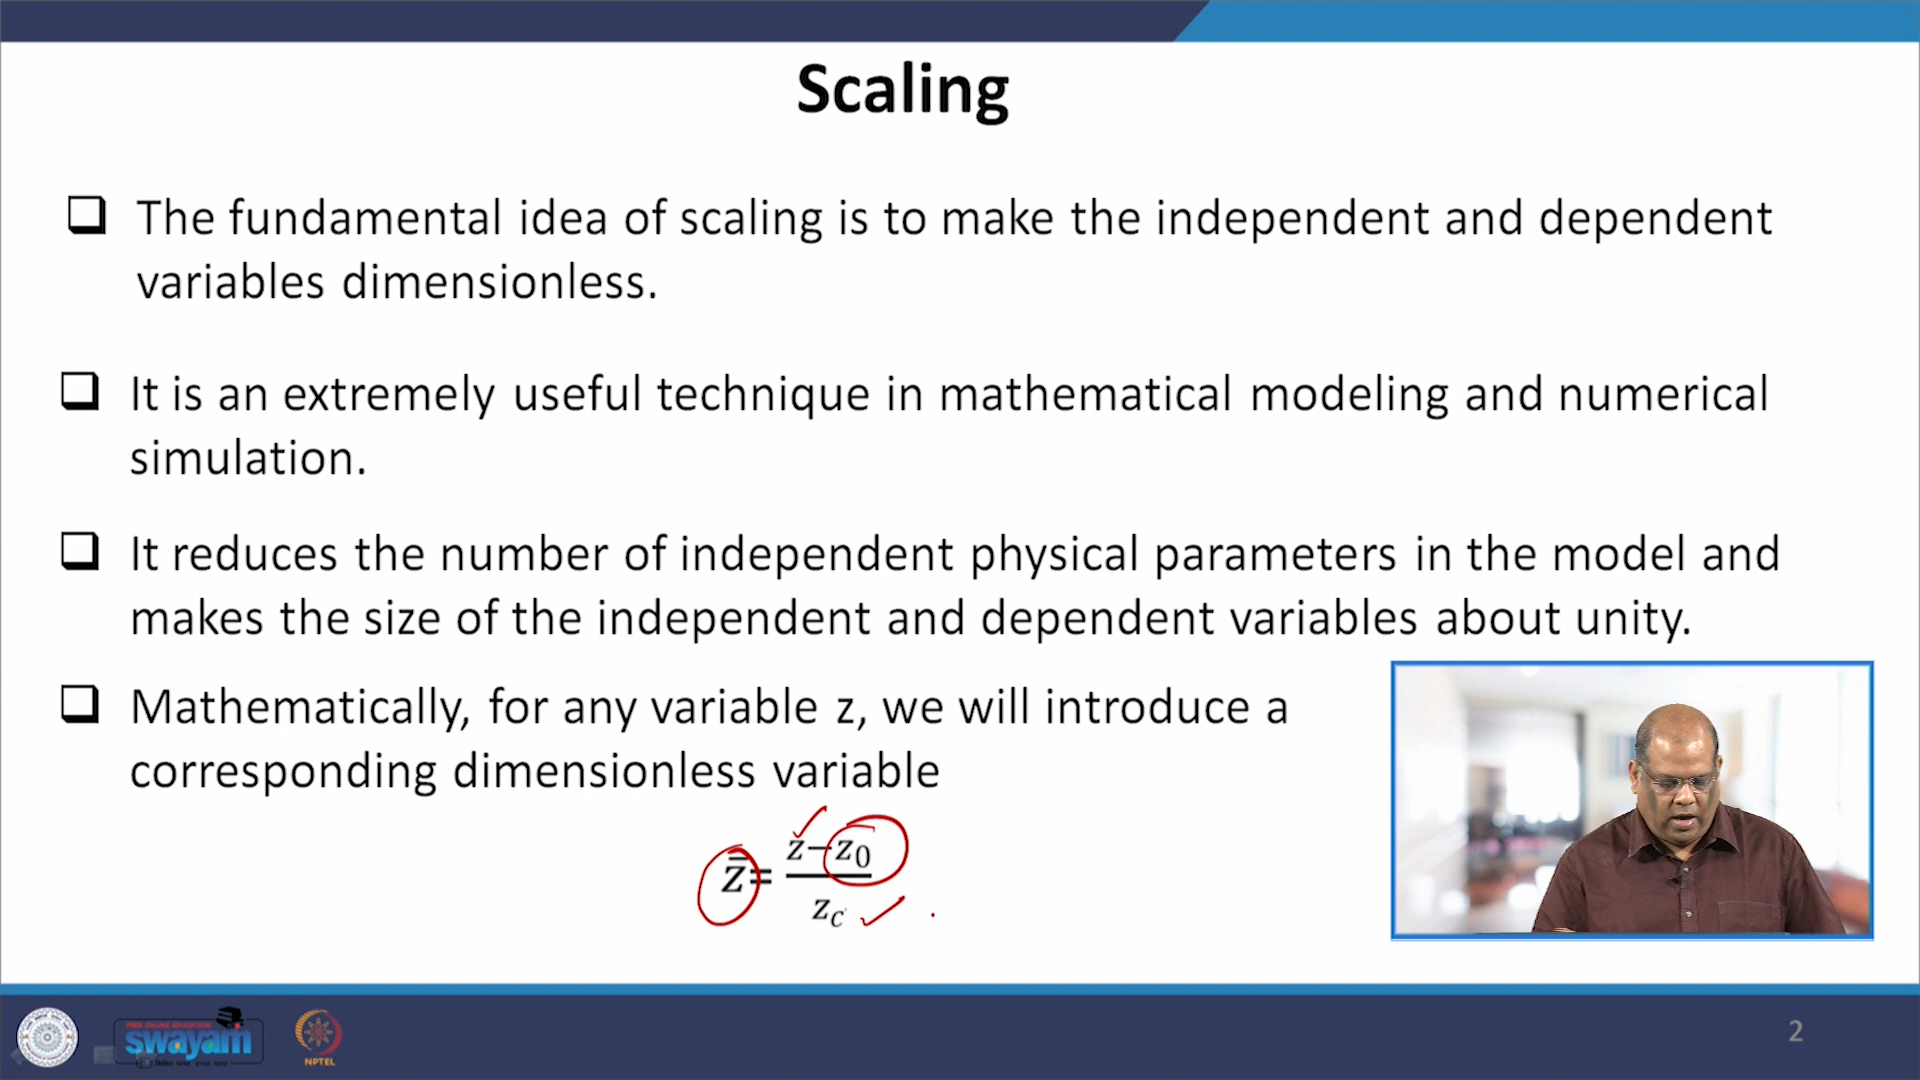 Scaling
❑ The fundamental idea of scaling is to make the independent and dependent
variables dimensionless.
❑ It is an extremely useful technique in mathematical modeling and numerical
simulation.
❑ It reduces the number of independent physical parameters in the model and
makes the size of the independent and dependent variables about unity.
❑ Mathematically, for any variable z, we will introduce a
corresponding dimensionless variable
z̄ = (z−z₀)/z_c
FREE ONLINE EDUCATION
swayam
NPTEL
2